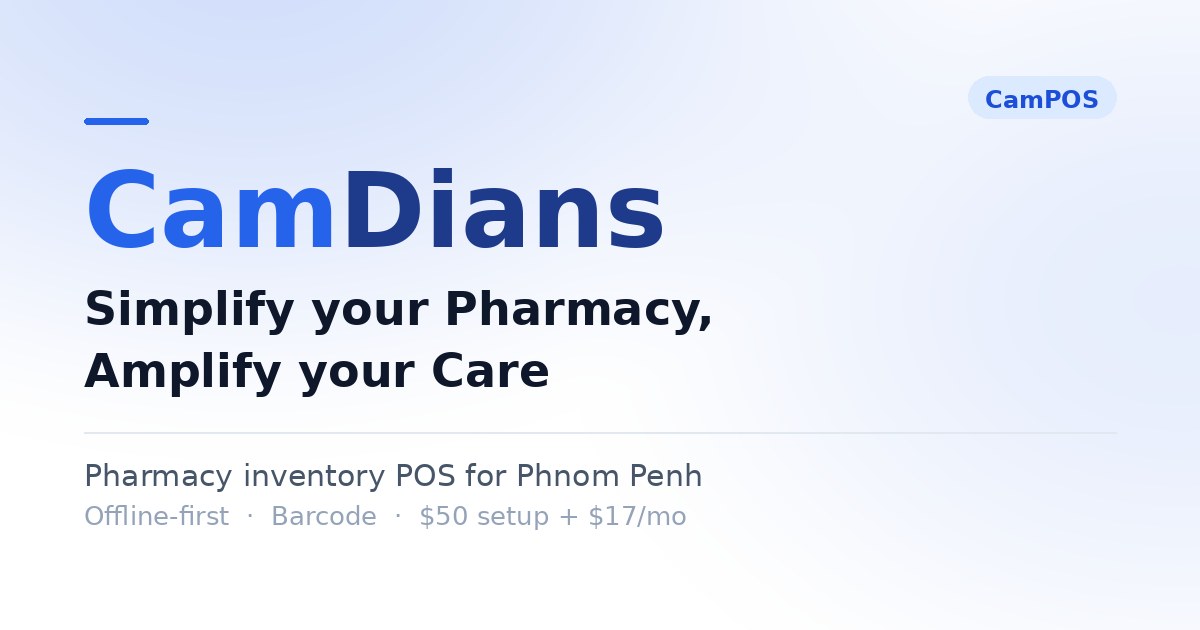 CamPOS
CamDians
Simplify your Pharmacy,
Amplify your Care
Pharmacy inventory POS for Phnom Penh
Offline-first · Barcode · $50 setup + $17/mo